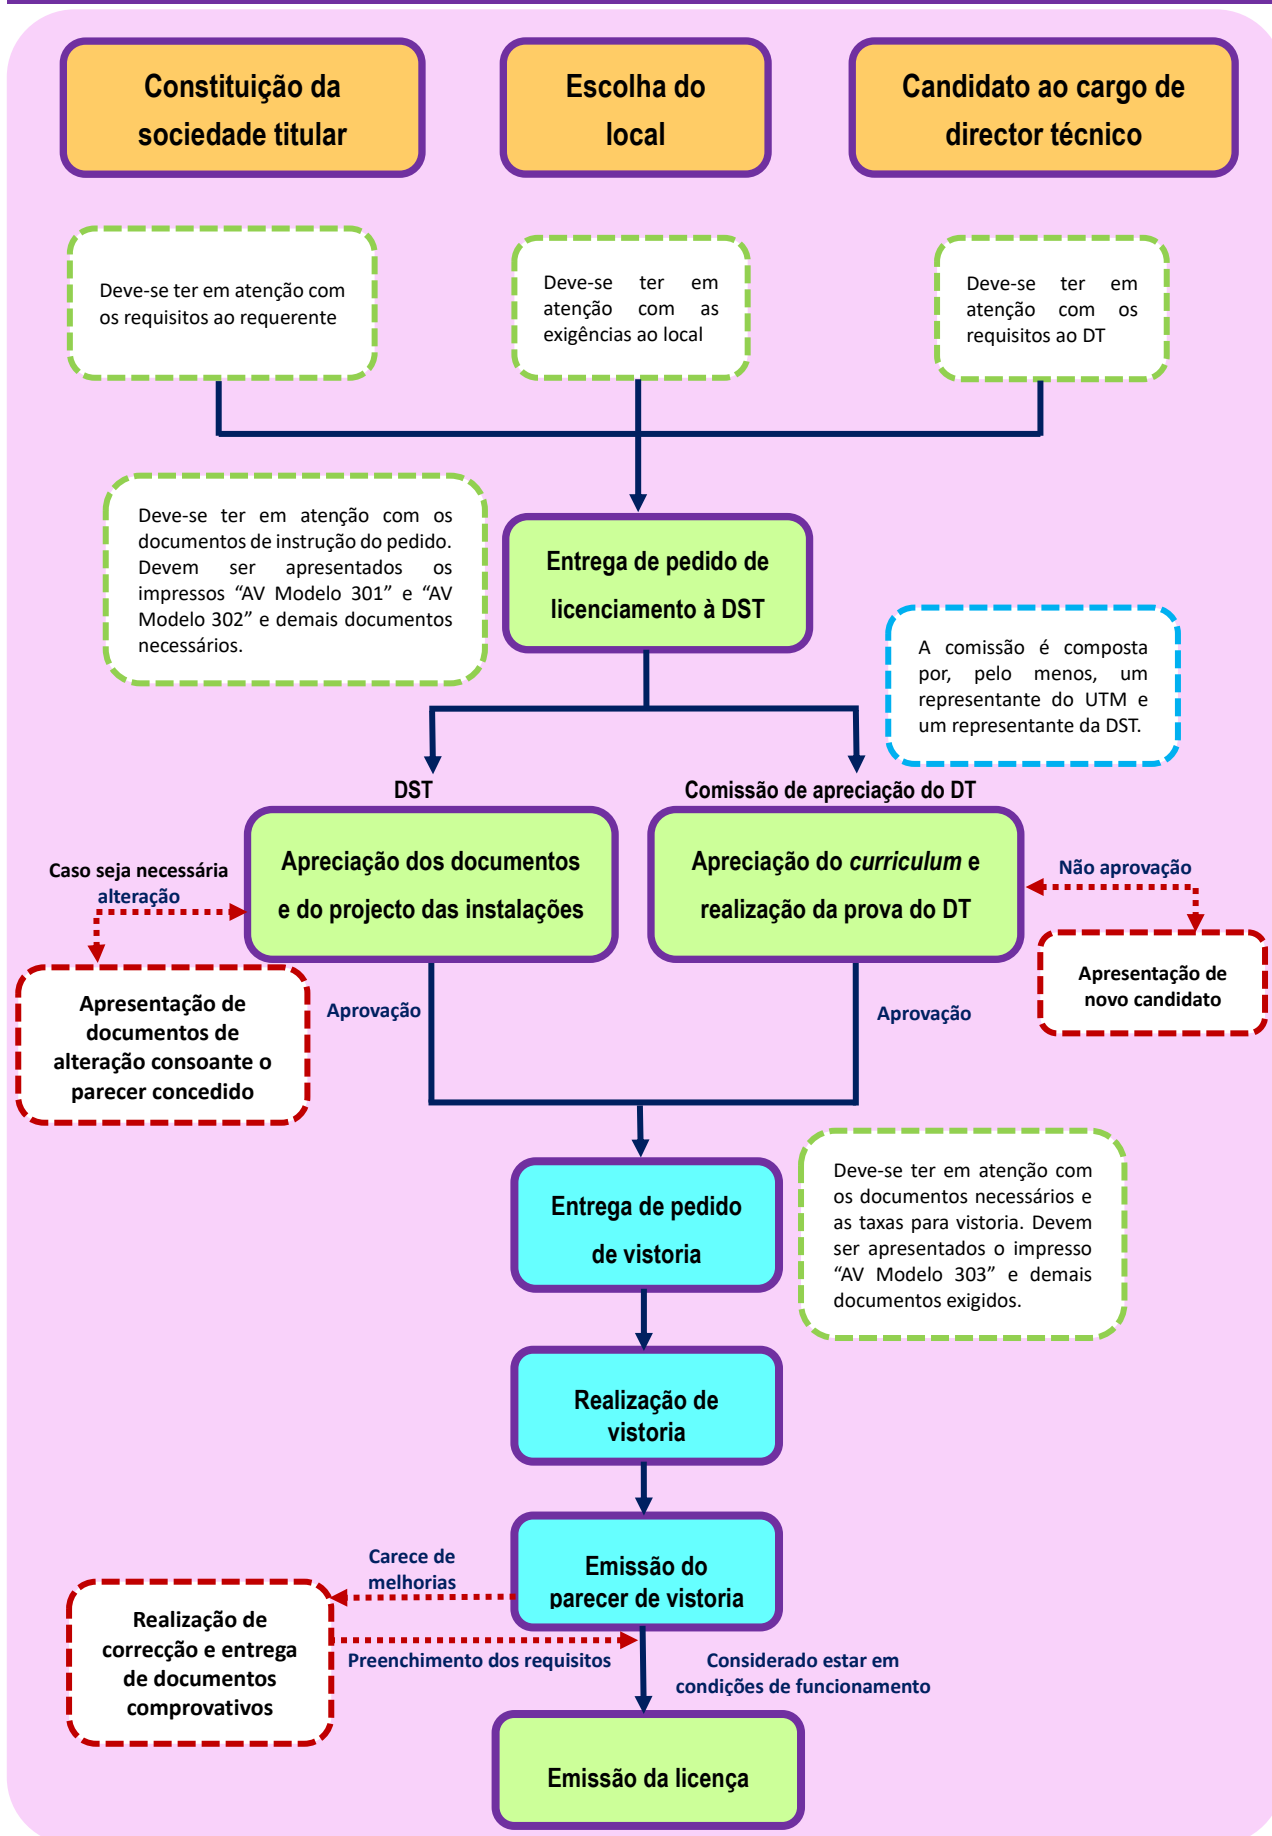 Constituição da
sociedade titular
Escolha do
local
Candidato ao cargo de
director técnico
Deve-se ter em atenção com
os requisitos ao requerente
Deve-se ter em
atenção com as
exigências ao local
Deve-se ter em
atenção com os
requisitos ao DT
Deve-se ter em atenção com os
documentos de instrução do pedido.
Devem ser apresentados os
impressos “AV Modelo 301” e “AV
Modelo 302” e demais documentos
necessários.
Entrega de pedido de
licenciamento à DST
A comissão é composta
por, pelo menos, um
representante do UTM e
um representante da DST.
DST
Comissão de apreciação do DT
Apreciação dos documentos
e do projecto das instalações
Apreciação do curriculum e
realização da prova do DT
Caso seja necessária
alteração
Não aprovação
Apresentação de
documentos de
alteração consoante o
parecer concedido
Apresentação de
novo candidato
Aprovação
Aprovação
Entrega de pedido
de vistoria
Deve-se ter em atenção com
os documentos necessários e
as taxas para vistoria. Devem
ser apresentados o impresso
“AV Modelo 303” e demais
documentos exigidos.
Realização de
vistoria
Emissão do
parecer de vistoria
Carece de
melhorias
Realização de
correcção e entrega
de documentos
comprovativos
Preenchimento dos requisitos
Considerado estar em
condições de funcionamento
Emissão da licença